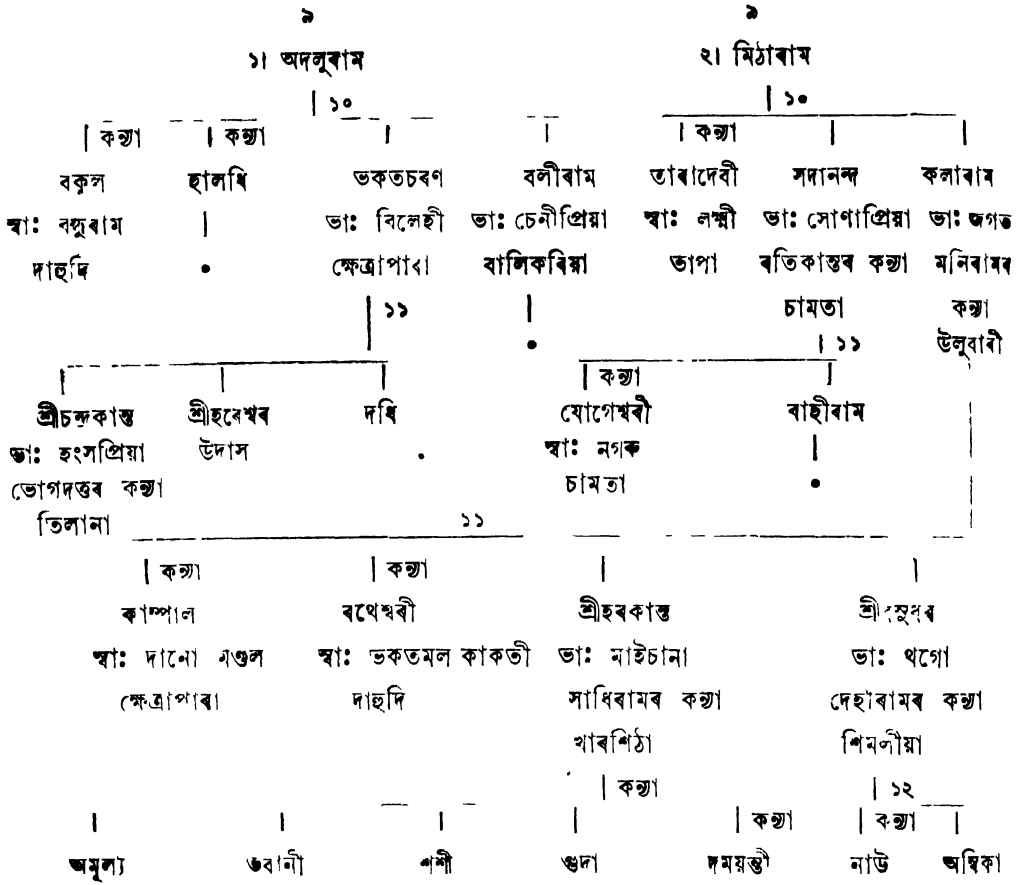 ৯ ৯
১। অদলূৰাম ২। মিঠাৰাম
১০ ১০
কন্যা কন্যা কন্যা
বকুল হালধি ভকতচৰণ বলীৰাম তাৰাদেবী সদানন্দ কলাৰাম
স্বা: বন্ধুৰাম ভা: বিলেহী ভা: চেনীপ্ৰিয়া স্বা: লক্ষ্মী ভা: সোণাপ্ৰিয়া ভা: জগত
দাহুদি ক্ষেত্ৰাপাৰা বালিকৰিয়া ভাপা ৰতিকান্তৰ কন্যা মনিৰামৰ
১১ চামতা কন্যা
১১ উলুবাৰী
কন্যা
শ্ৰীচন্দ্ৰকান্ত শ্ৰীহৰেশ্বৰ দধি যোগেশ্বৰী বাহীৰাম
ভা: হংসপ্ৰিয়া উদাস স্বা: নগৰু
ভোগদত্তৰ কন্যা চামতা
তিলানা
১১
কন্যা কন্যা
কাম্পাল ৰথেশ্বৰী শ্ৰীহৰকান্ত
স্বা: দানো মণ্ডল স্বা: ভকতমল কাকতী ভা: মাইচানা ভা: থগো
ক্ষেত্ৰাপাৰা দাহুদি সাধিৰামৰ কন্যা দেহাৰামৰ কন্যা
খাৰশিঠা শিমলীয়া
কন্যা ১২
কন্যা কন্যা
অমূল্য ভবানী শশী গুদা দময়ন্তী নাউ অম্বিকা